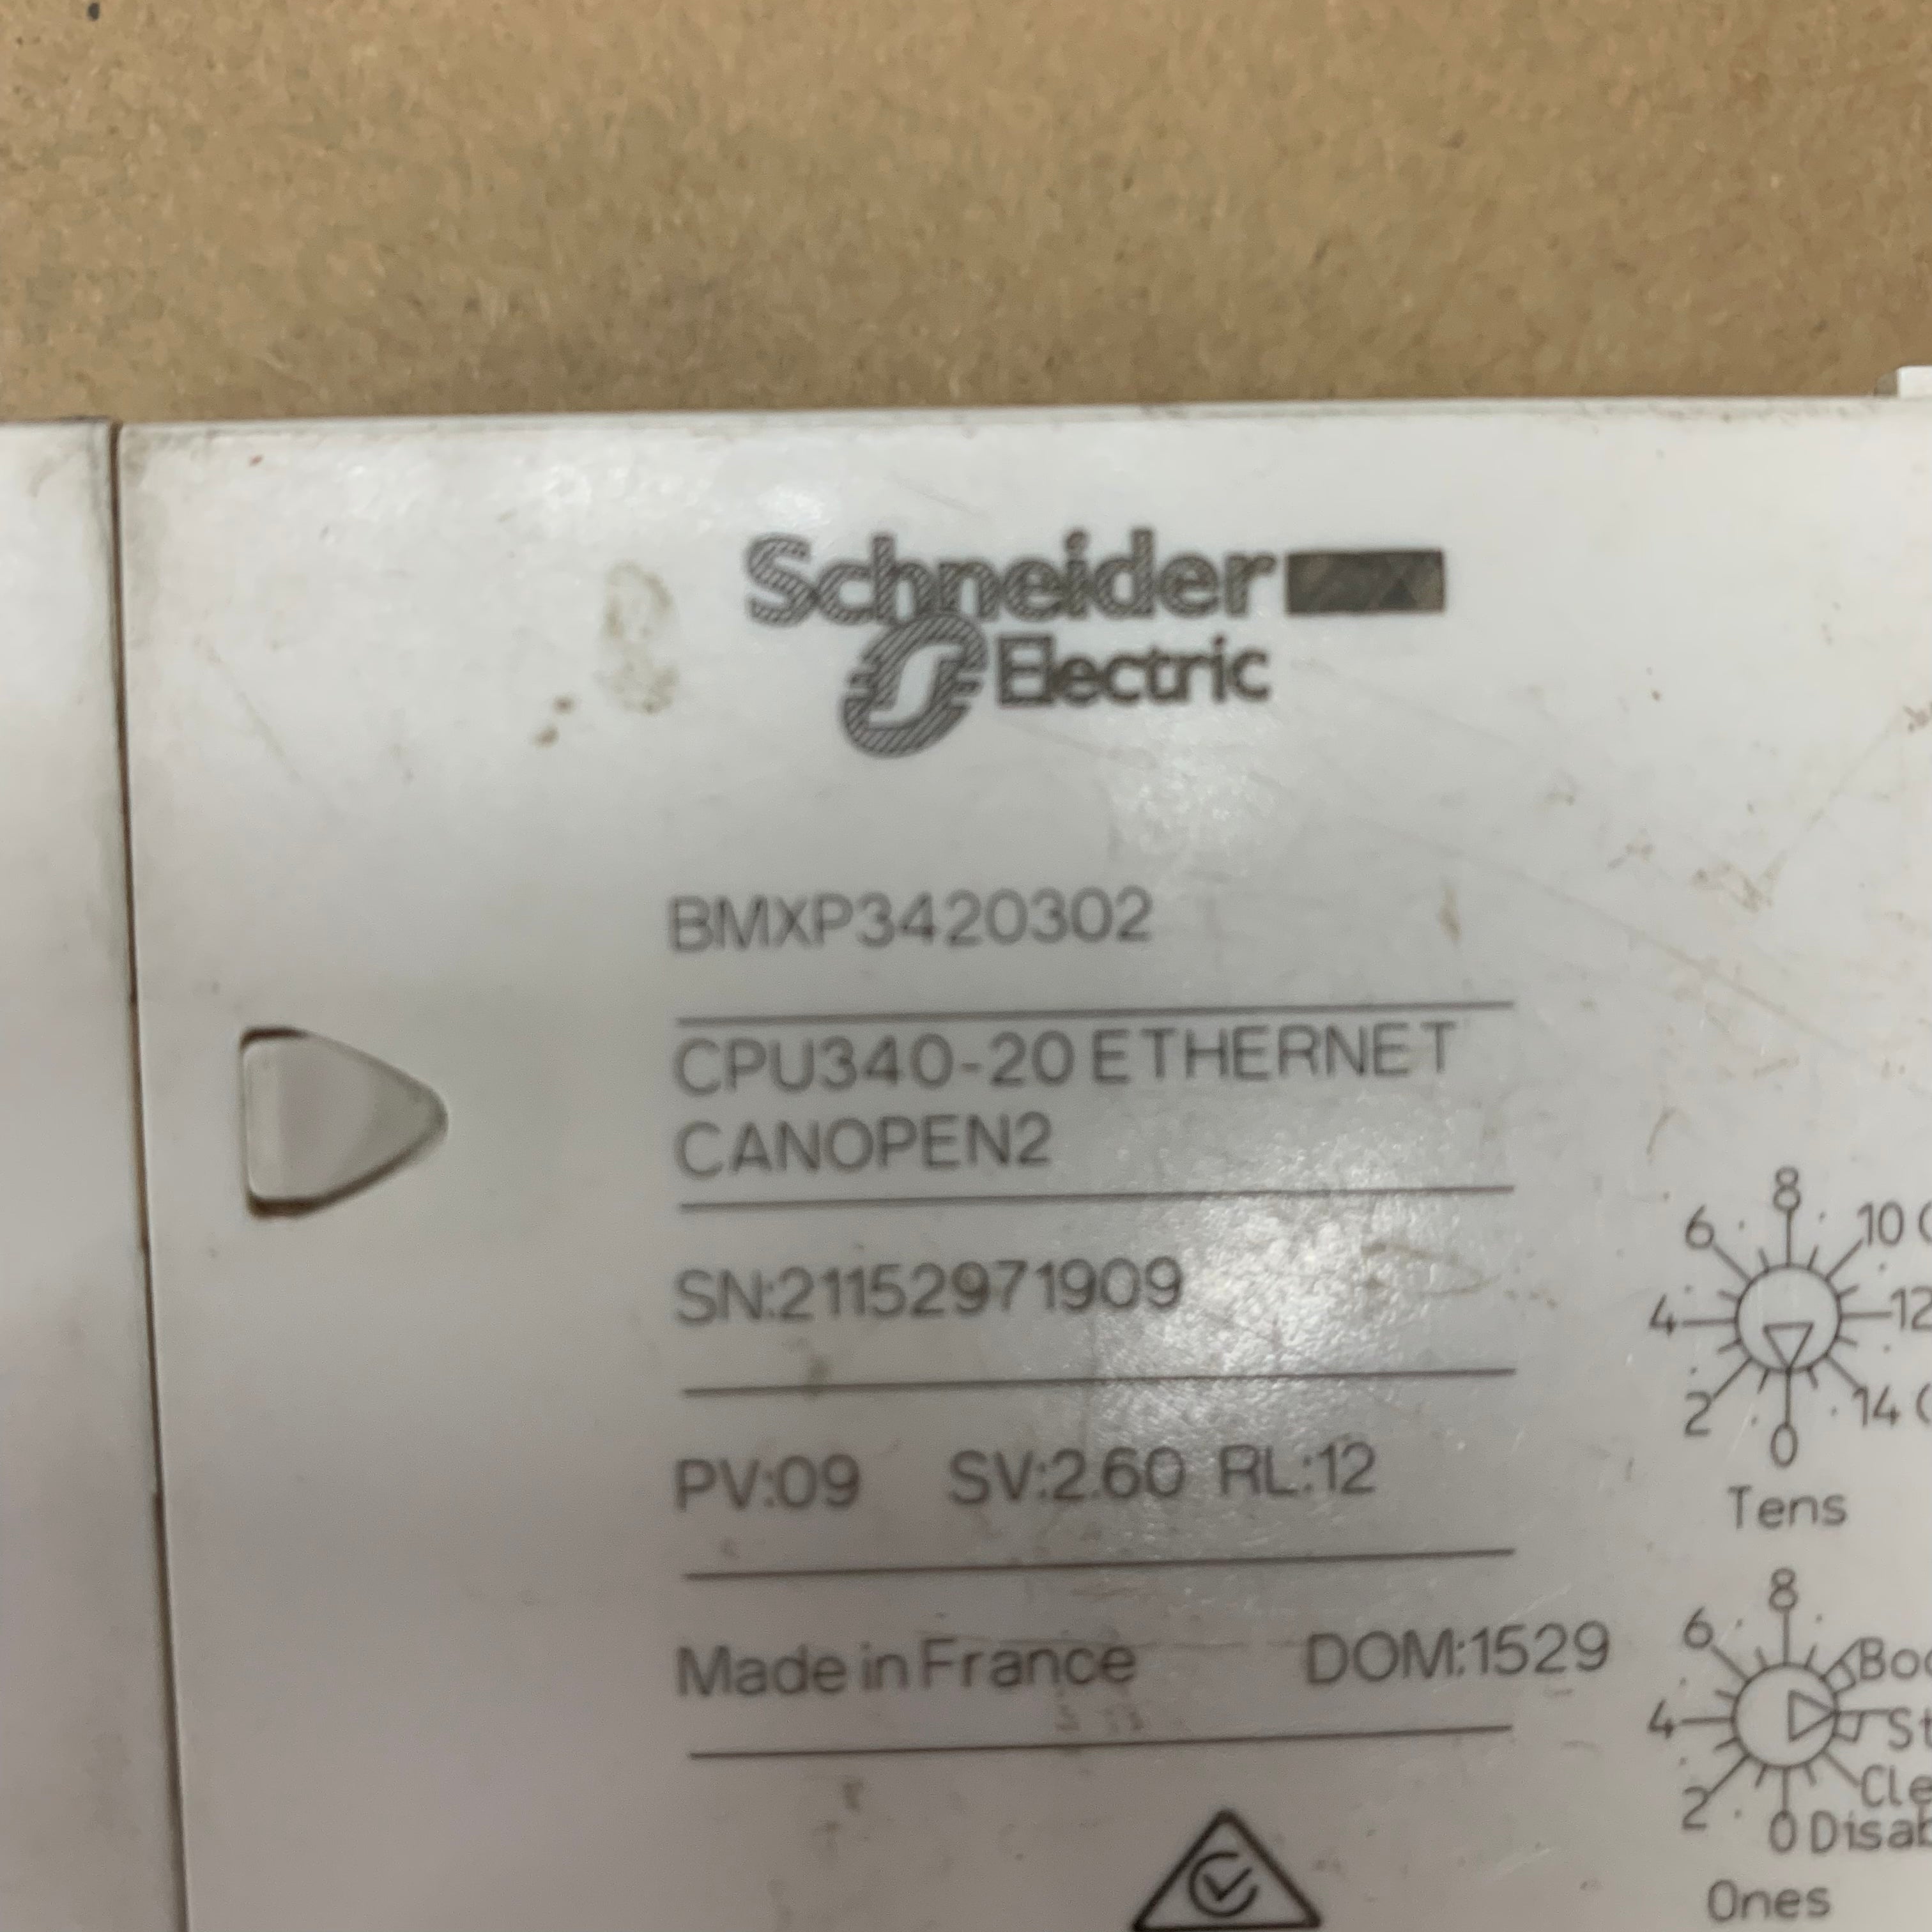 Schneider
Electric
BMXP3420302
CPU340-20 ETHERNET
CANOPEN2
SN:21152971909
PV:09 SV:2.60 RL:12
Made in France DOM:1529
8
6 10
4 12
2 14
0
Tens
8
6
4
2
0
Ones